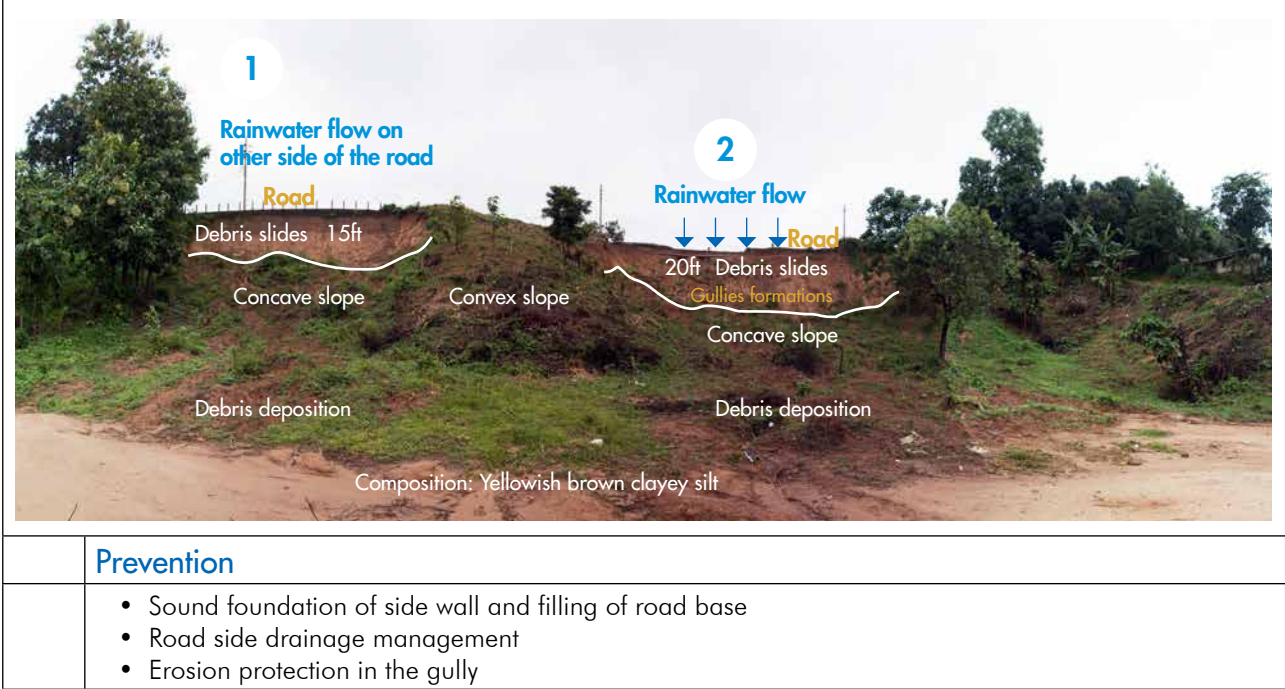 1
Rainwater flow on
other side of the road
Road
Debris slides 15ft
Concave slope
Convex slope
2
Rainwater flow
Road
20ft Debris slides
Gullies formations
Concave slope
Debris deposition
Debris deposition
Composition: Yellowish brown clayey silt
Prevention
• Sound foundation of side wall and filling of road base
• Road side drainage management
• Erosion protection in the gully